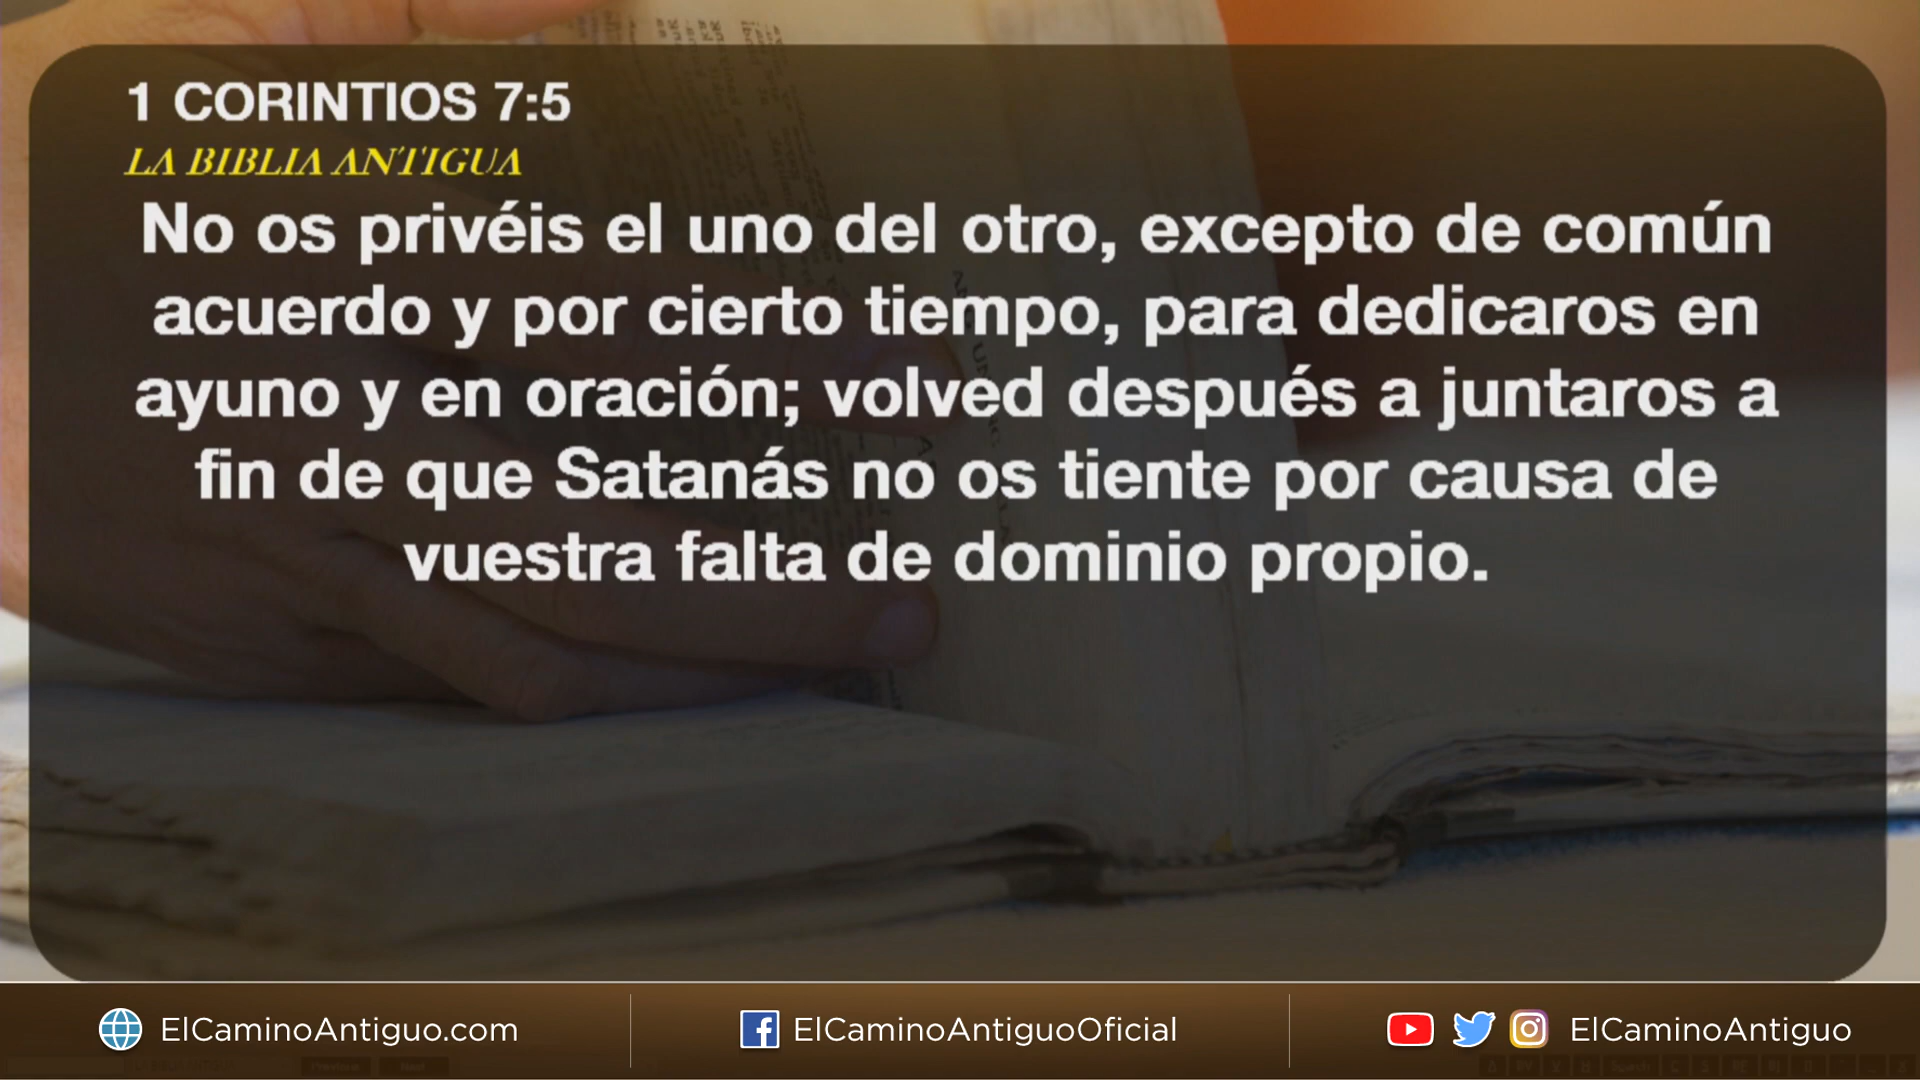 1 CORINTIOS 7:5
LA BIBLIA ANTIGUA
No os privéis el uno del otro, excepto de común
acuerdo y por cierto tiempo, para dedicaros en
ayuno y en oración; volved después a juntaros a
fin de que Satanás no os tiente por causa de
vuestra falta de dominio propio.
ElCaminoAntiguo.com
ElCaminoAntiguoOficial
ElCaminoAntiguo